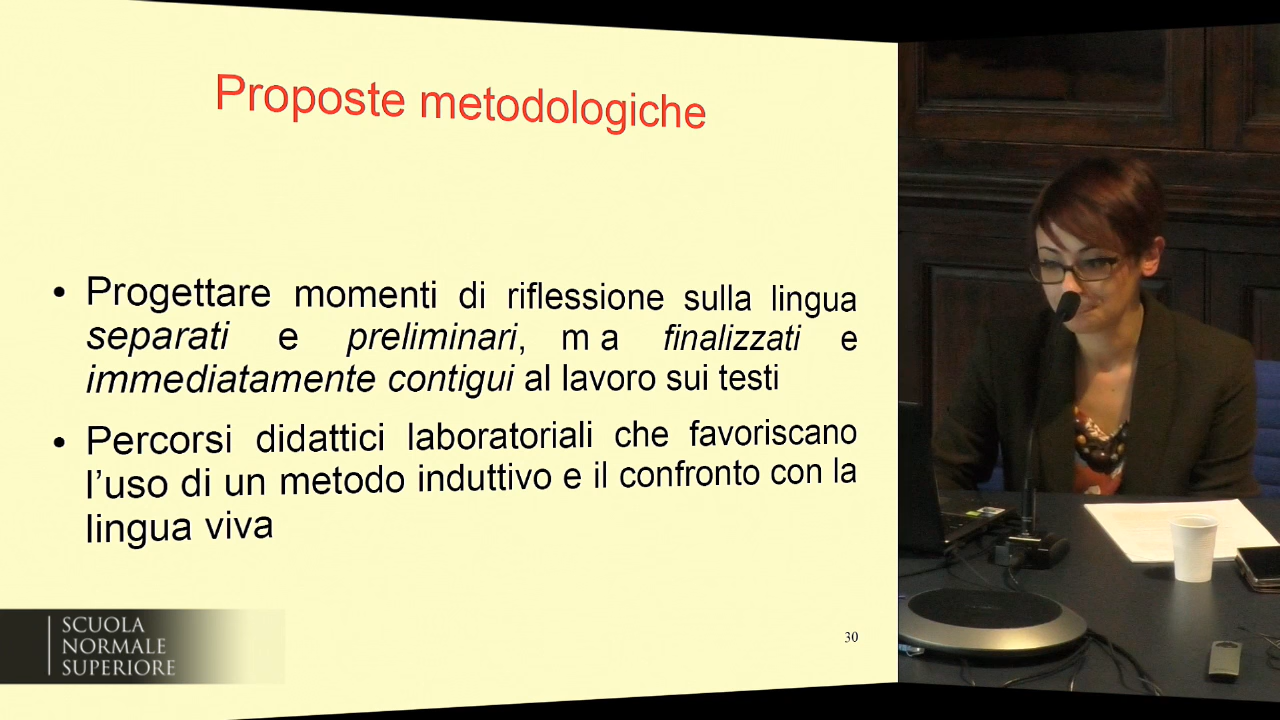 Proposte metodologiche
• Progettare momenti di riflessione sulla lingua
separati e preliminari, m a finalizzati e
immediatamente contigui al lavoro sui testi
• Percorsi didattici laboratoriali che favoriscano
l’uso di un metodo induttivo e il confronto con la
lingua viva
30
SCUOLA
NORMALE
SUPERIORE